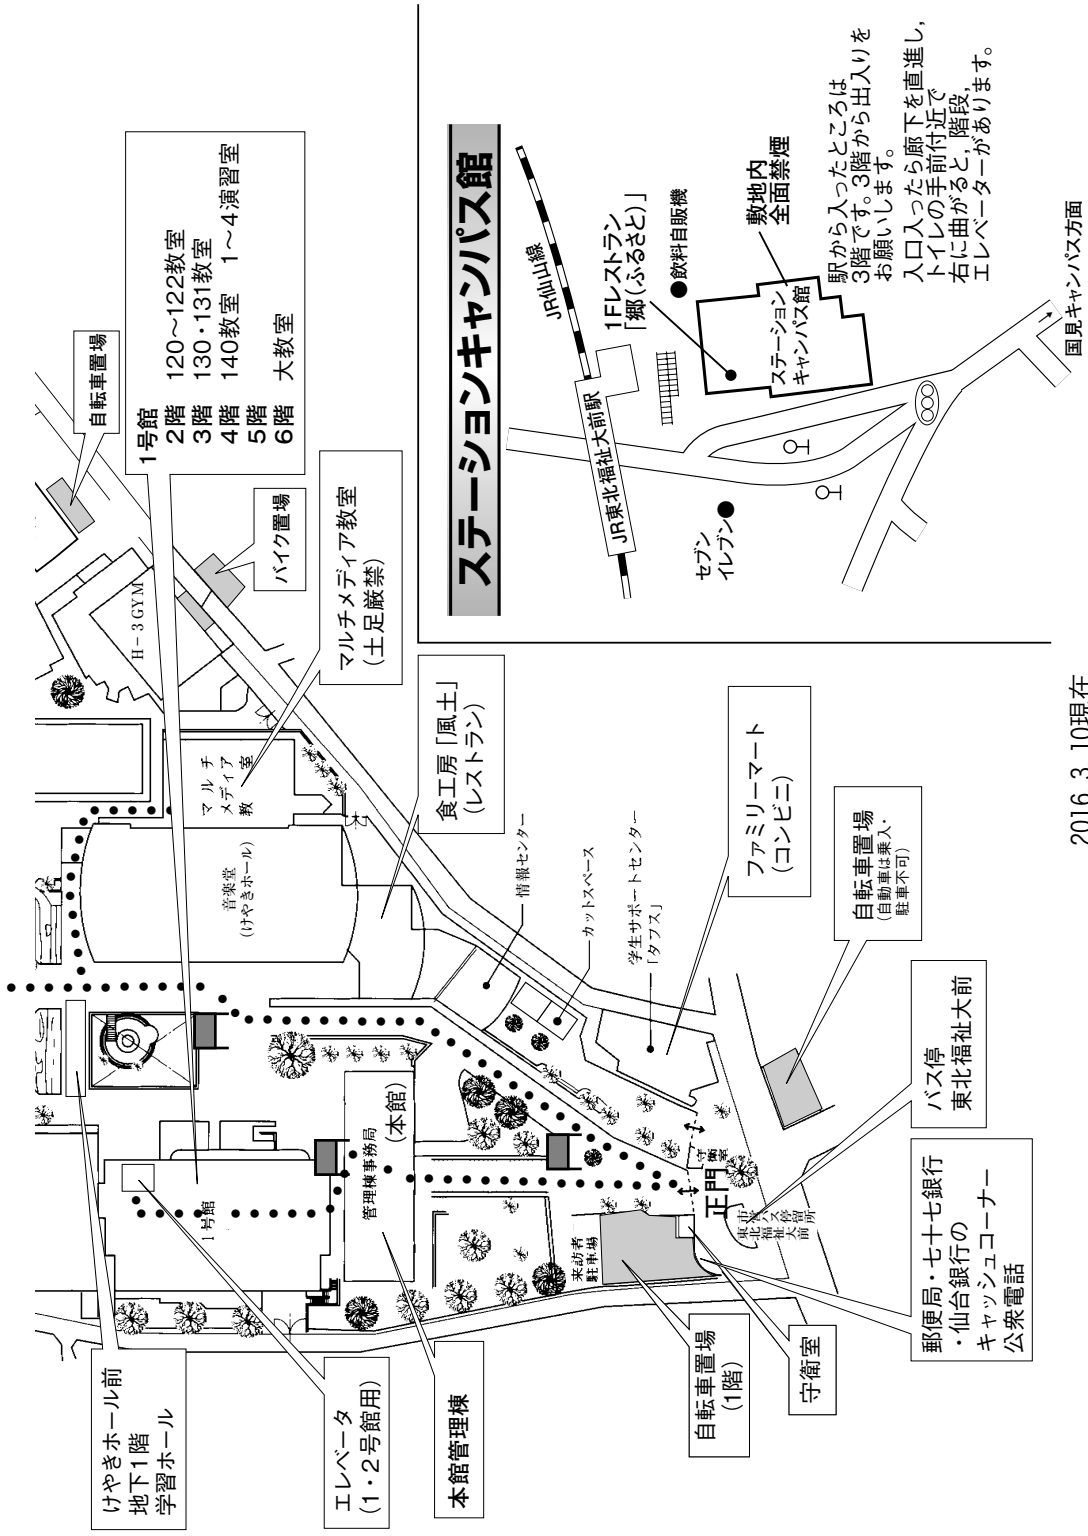 けやきホール前
地下1階
学習ホール
エレベータ
(1・2号館用)
本館管理棟
自転車置場
(1階)
守衛室
郵便局・七十七銀行
・仙台銀行の
キャッシュコーナー
公衆電話
バス停
東北福祉大前
自転車置場
(自動車は乗入・
駐車不可)
ファミリーマート
(コンビニ)
食工房「風土」
(レストラン)
マルチメディア教室
(土足厳禁)
バイク置場
自転車置場
1号館
2階 120〜122教室
3階 130・131教室
4階 140教室 1〜4演習室
5階
6階 大教室
1号館
管理棟事務局
(本館)
来訪者
駐車場
正門
守衛室
市営バス停留所
東北福祉大前
音楽堂
(けやきホール)
マルチ
メディア
教室
H-3GYM
情報センター
カットスペース
学生サポートセンター
「タフス」
ステーションキャンパス館
JR仙山線
JR東北福祉大前駅
セブン
イレブン
1Fレストラン
「郷(ふるさと)」
飲料自販機
ステーション
キャンパス館
敷地内
全面禁煙
駅から入ったところは
3階です。3階から出入りを
お願いします。
入口入ったら廊下を直進し,
トイレの手前付近で
右に曲がると, 階段,
エレベーターがあります。
国見キャンパス方面
2016.3.10現在